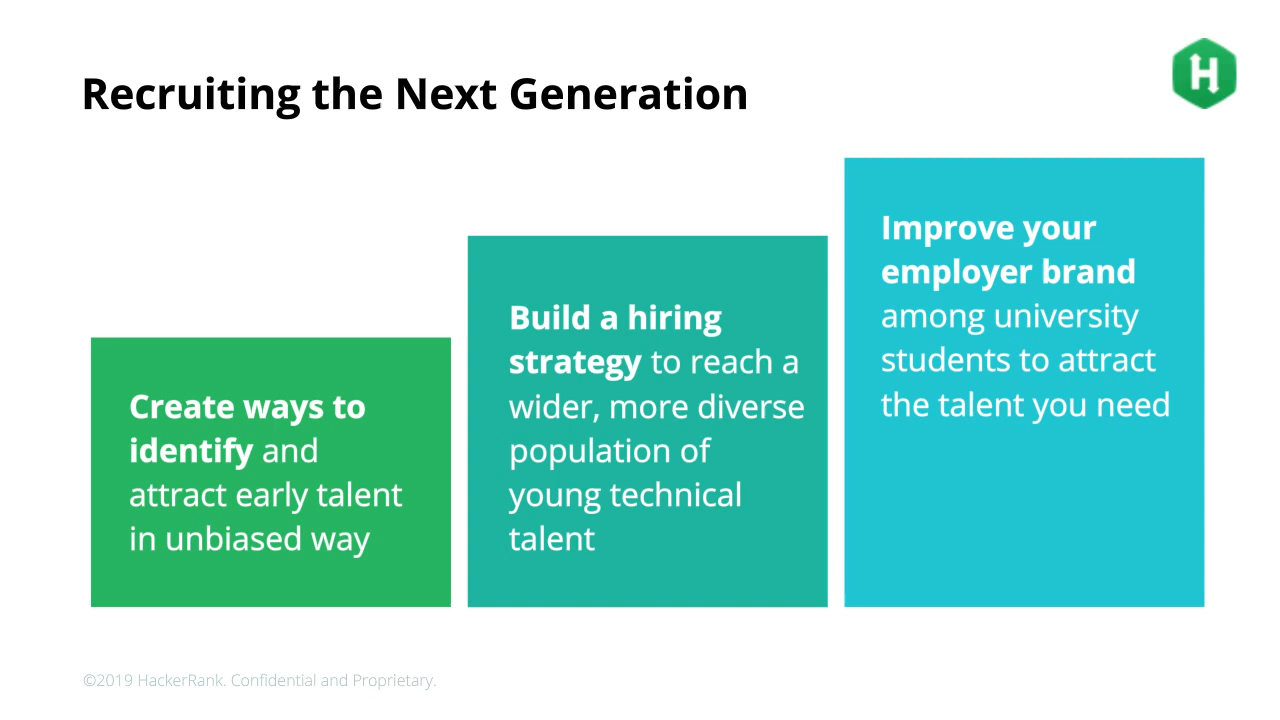 Recruiting the Next Generation
H
Create ways to
identify and
attract early talent
in unbiased way
Build a hiring
strategy to reach a
wider, more diverse
population of
young technical
talent
Improve your
employer brand
among university
students to attract
the talent you need
©2019 HackerRank. Confidential and Proprietary.